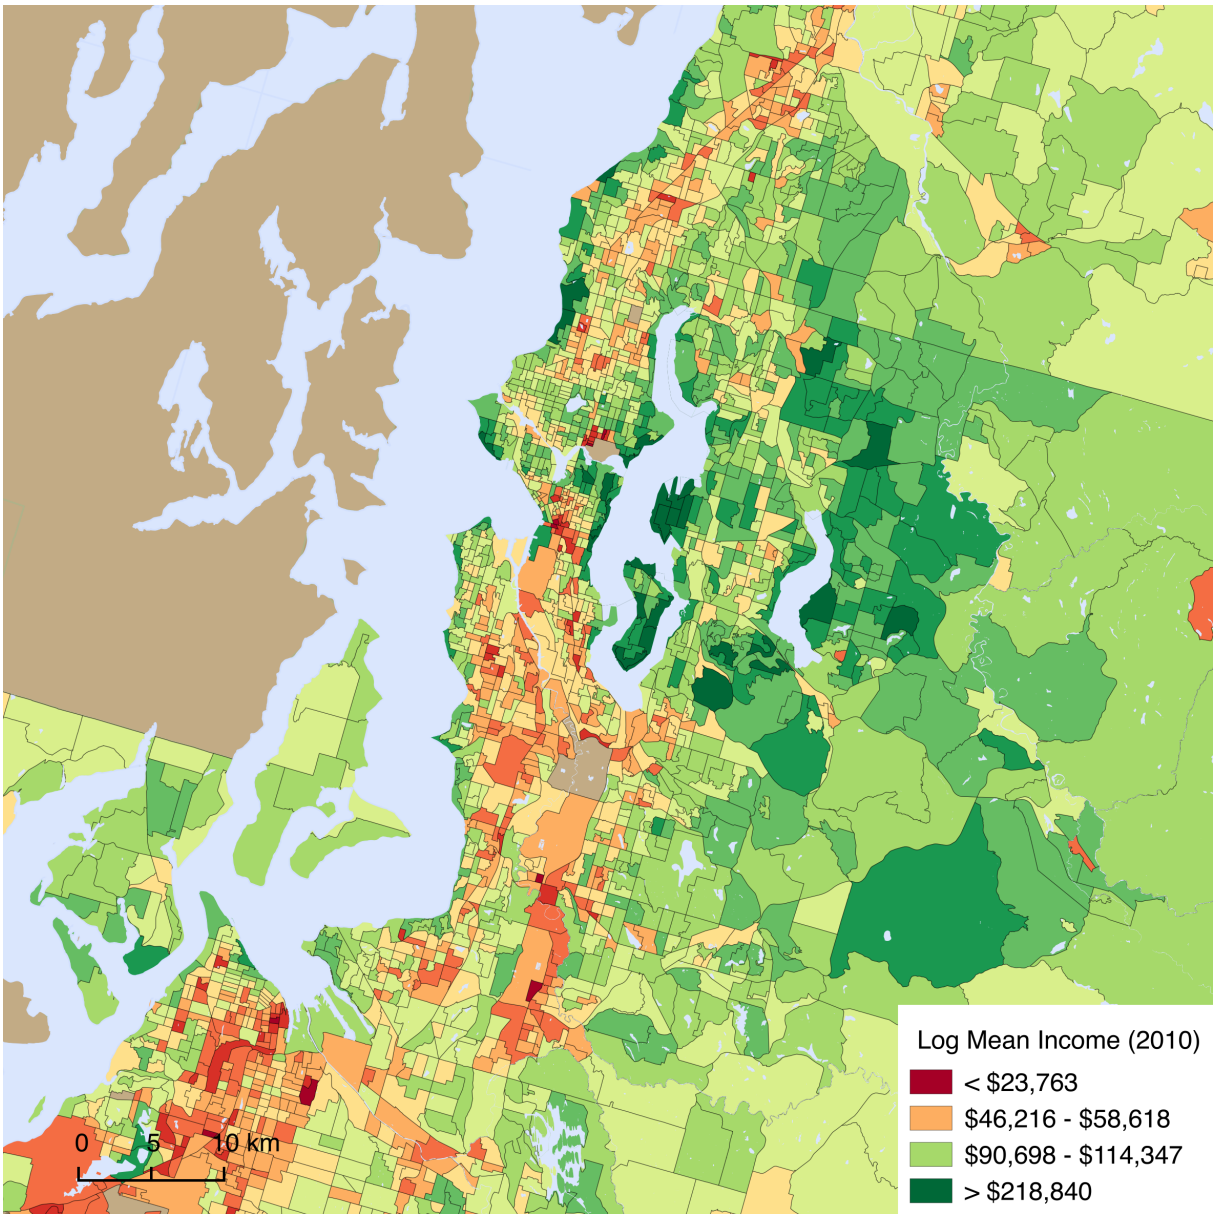 Log Mean Income (2010)
< $23,763
$46,216 - $58,618
$90,698 - $114,347
> $218,840
0 5 10 km